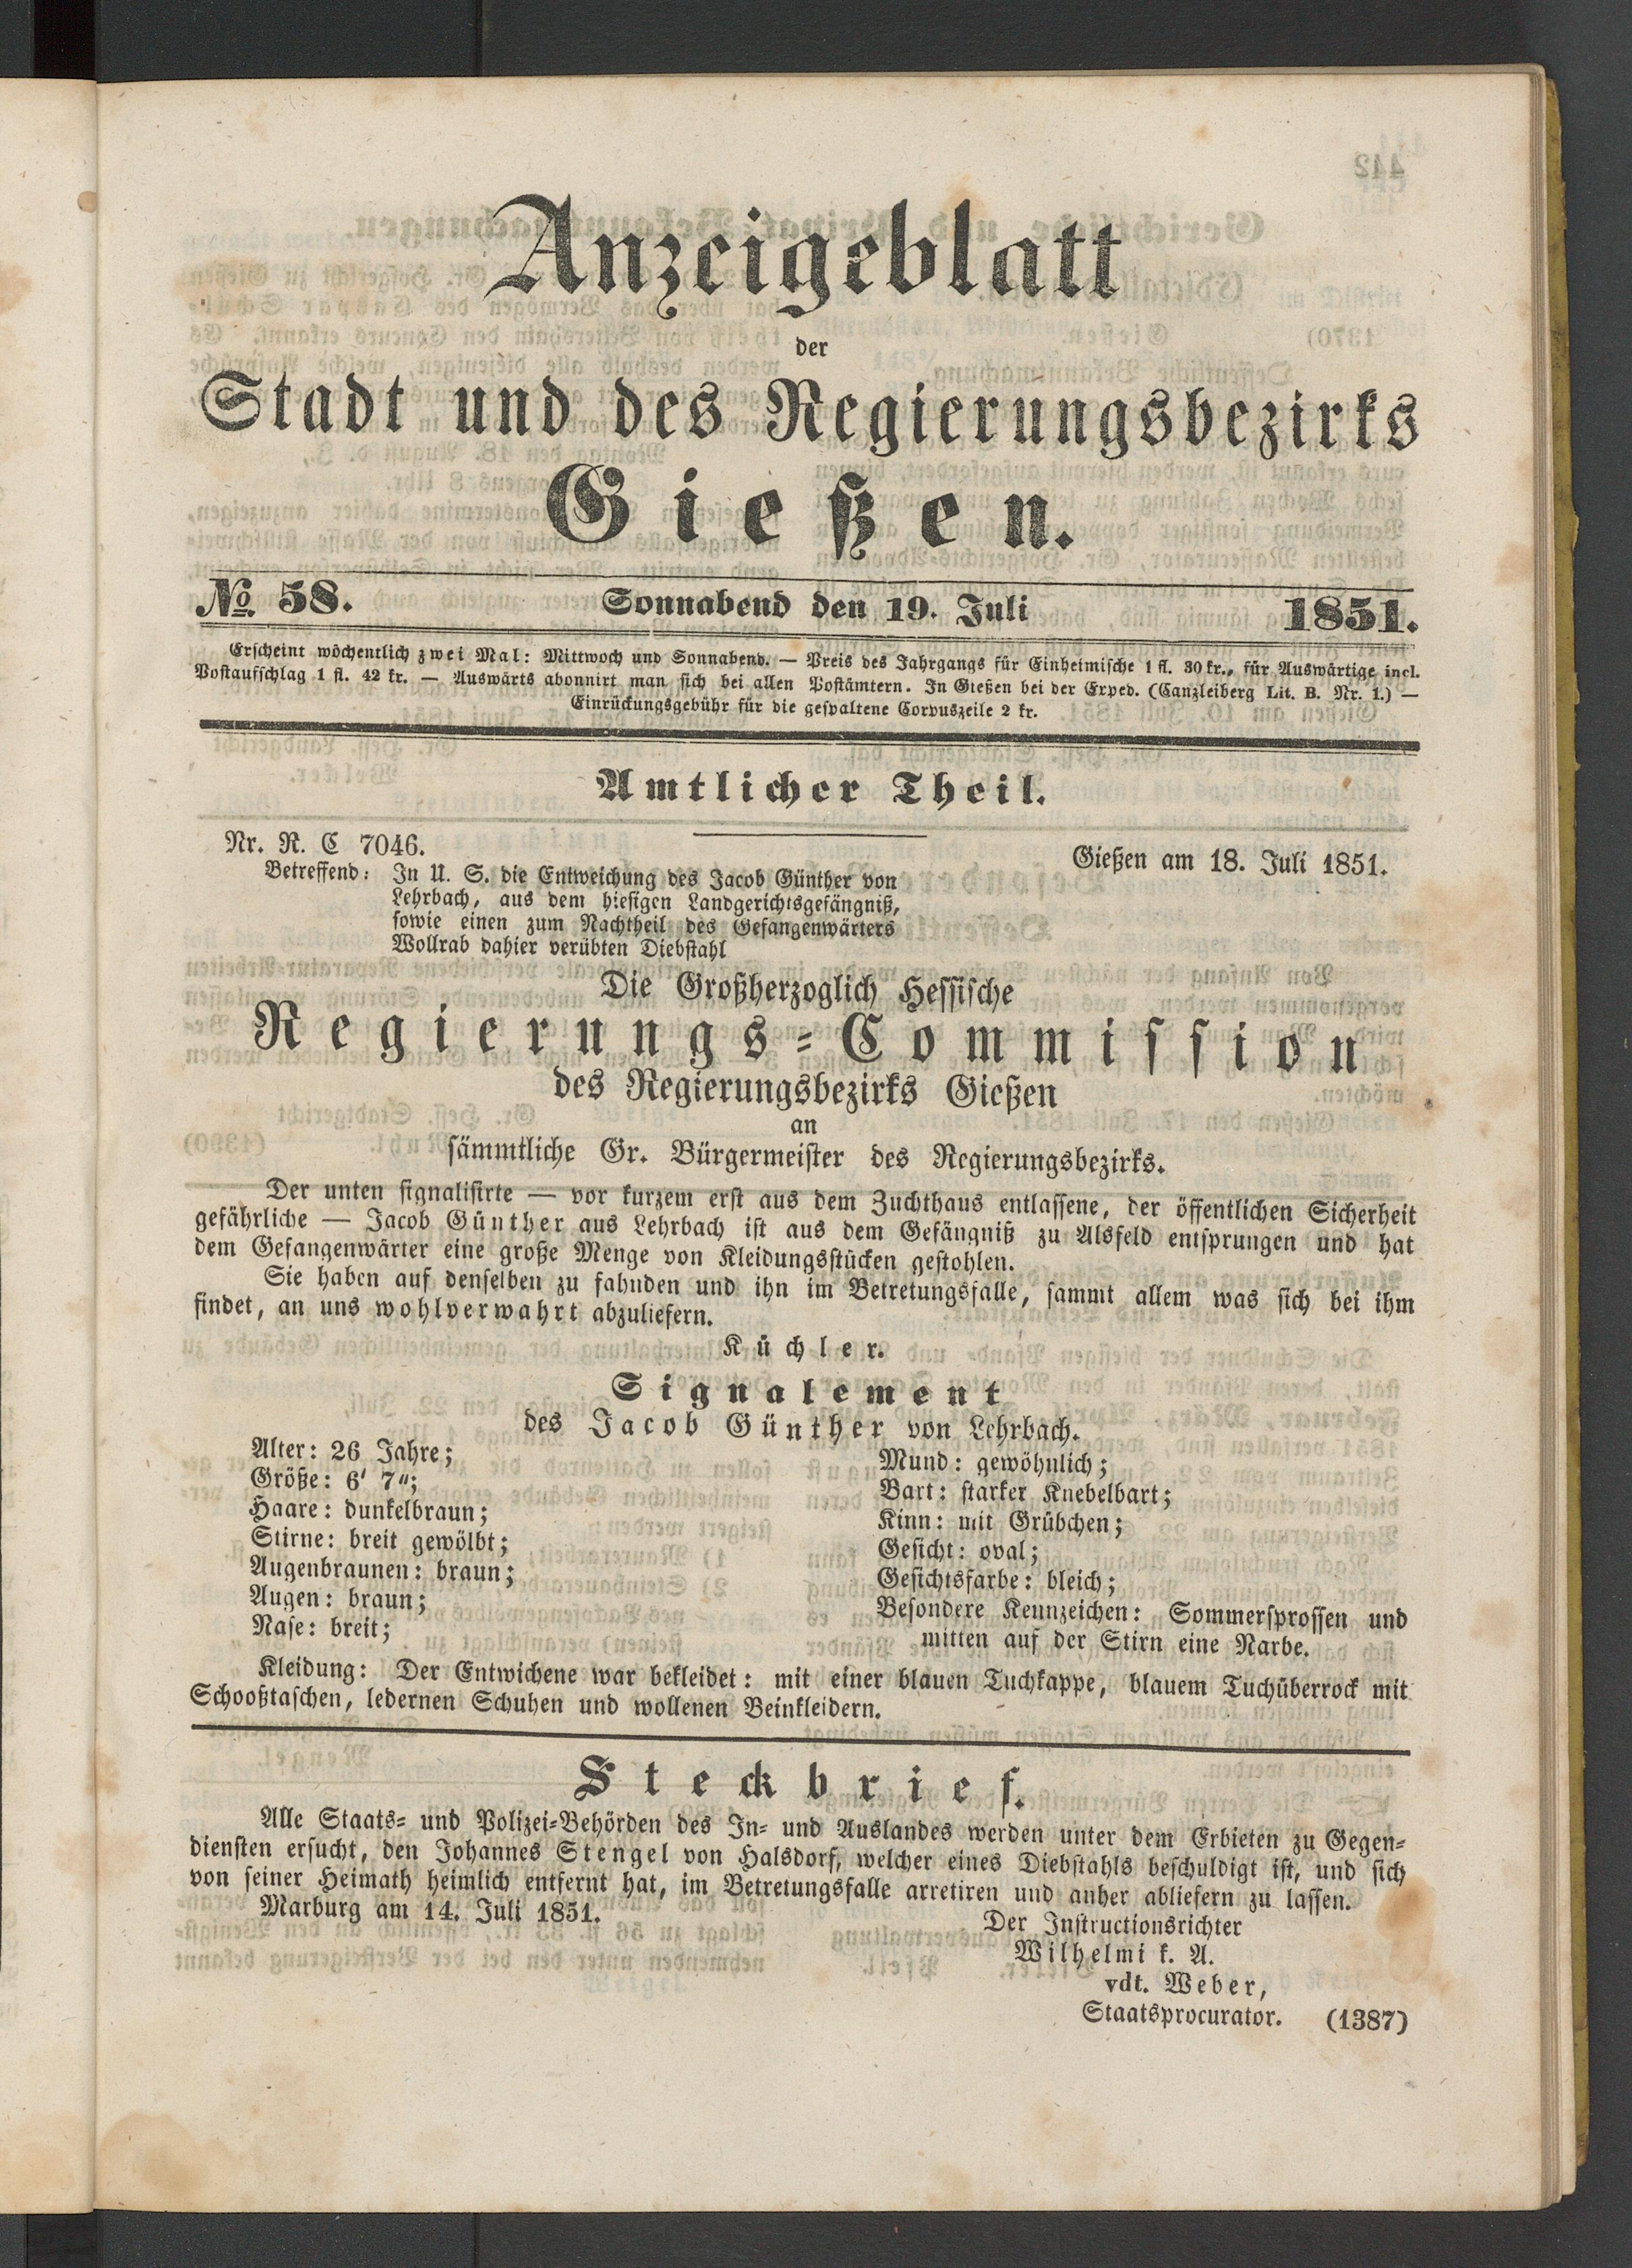 Anzeigeblatt
der
Stadt und des Regierungsbezirks
Gießen.
№ 58. Sonnabend den 19. Juli 1851.
Erscheint wöchentlich zwei Mal: Mittwoch und Sonnabend. — Preis des Jahrgangs für Einheimische 1 fl. 30 kr., für Auswärtige incl.
Postaufschlag 1 fl. 42 kr. — Auswärts abonnirt man sich bei allen Postämtern. In Gießen bei der Exped. (Canzleiberg Lit. B. Nr. 1.) —
Einrückungsgebühr für die gespaltene Corpuszeile 2 kr.
Amtlicher Theil.
Nr. R. C 7046.
Gießen am 18. Juli 1851.
Betreffend: In U. S. die Entweichung des Jacob Günther von
Lehrbach, aus dem hiesigen Landgerichtsgefängniß,
sowie einen zum Nachtheil des Gefangenwärters
Wollrab dahier verübten Diebstahl
Die Großherzoglich Hessische
Regierungs-Commission
des Regierungsbezirks Gießen
an
sämmtliche Gr. Bürgermeister des Regierungsbezirks.
Der unten signalisirte — vor kurzem erst aus dem Zuchthaus entlassene, der öffentlichen Sicherheit
gefährliche — Jacob Günther aus Lehrbach ist aus dem Gefängniß zu Alsfeld entsprungen und hat
dem Gefangenwärter eine große Menge von Kleidungsstücken gestohlen.
Sie haben auf denselben zu fahnden und ihn im Betretungsfalle, sammt allem was sich bei ihm
findet, an uns wohlverwahrt abzuliefern.
Küchler.
Signalement
des Jacob Günther von Lehrbach.
Alter: 26 Jahre;
Größe: 6' 7";
Haare: dunkelbraun;
Stirne: breit gewölbt;
Augenbraunen: braun;
Augen: braun;
Nase: breit;
Mund: gewöhnlich;
Bart: starker Knebelbart;
Kinn: mit Grübchen;
Gesicht: oval;
Gesichtsfarbe: bleich;
Besondere Kennzeichen: Sommersprossen und
mitten auf der Stirn eine Narbe.
Kleidung: Der Entwichene war bekleidet: mit einer blauen Tuchkappe, blauem Tuchüberrock mit
Schooßtaschen, ledernen Schuhen und wollenen Beinkleidern.
Steckbrief.
Alle Staats- und Polizei-Behörden des In- und Auslandes werden unter dem Erbieten zu Gegen-
diensten ersucht, den Johannes Stengel von Halsdorf, welcher eines Diebstahls beschuldigt ist, und sich
von seiner Heimath heimlich entfernt hat, im Betretungsfalle arretiren und anher abliefern zu lassen.
Marburg am 14. Juli 1851.
Der Instructionsrichter
Wilhelmi k. A.
vdt. Weber,
Staatsprocurator. (1387)